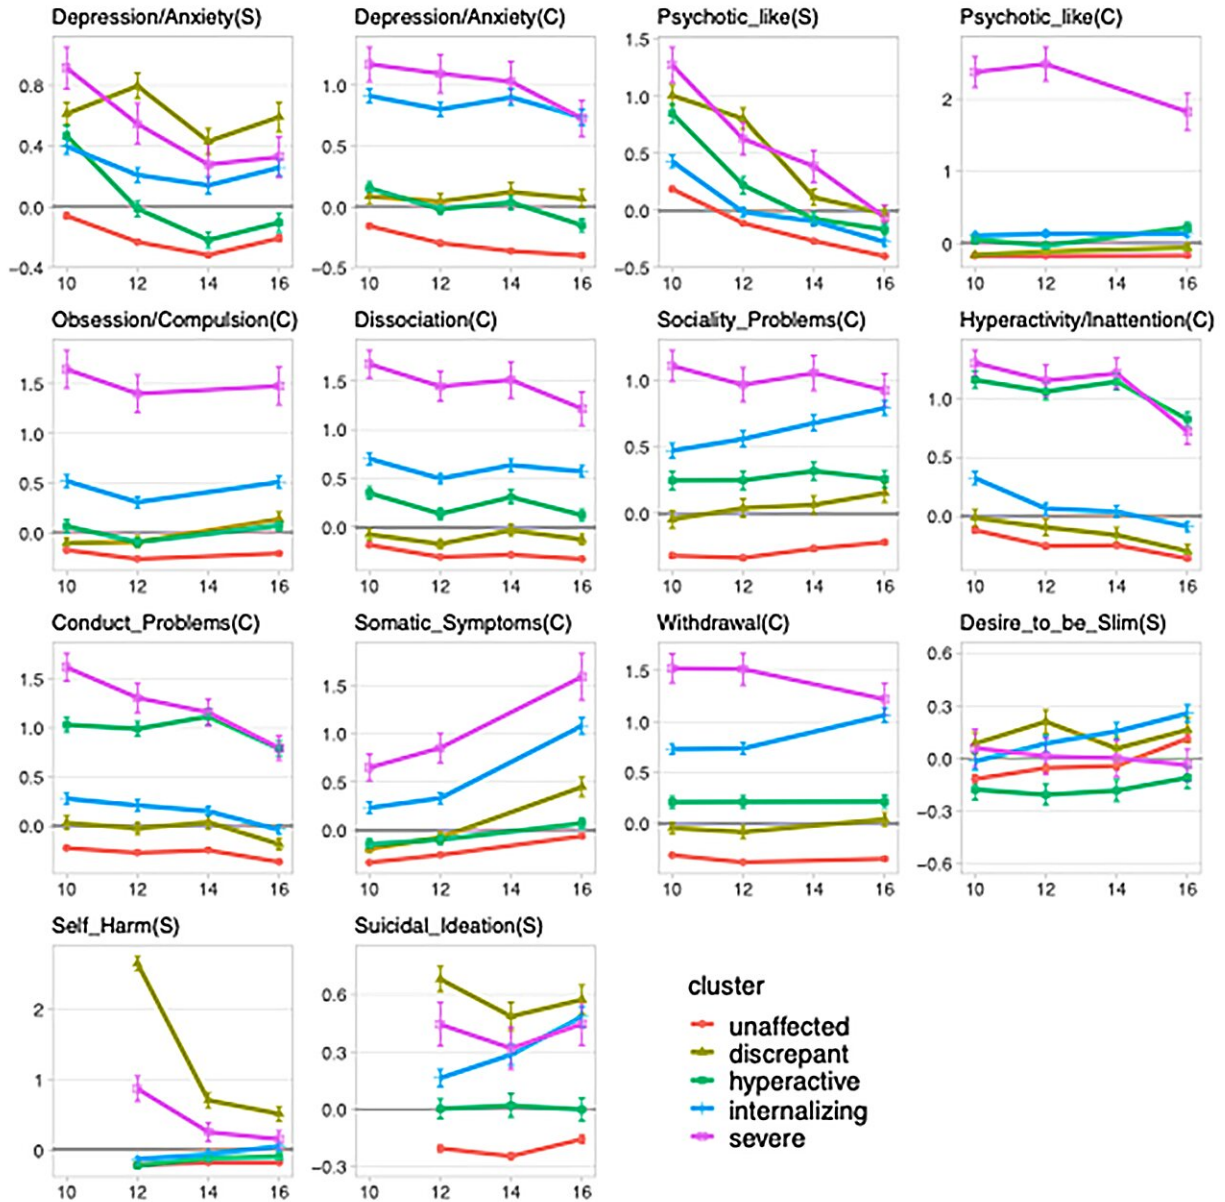 Depression/Anxiety(S) Depression/Anxiety(C) Psychotic_like(S) Psychotic_like(C)
0.8
0.4
0.0
−0.4
10 12 14 16
1.0
0.5
0.0
−0.5
10 12 14 16
1.5
1.0
0.5
0.0
−0.5
10 12 14 16
2
1
0
10 12 14 16
Obsession/Compulsion(C) Dissociation(C) Sociality_Problems(C) Hyperactivity/Inattention(C)
1.5
1.0
0.5
0.0
10 12 14 16
1.5
1.0
0.5
0.0
10 12 14 16
1.0
0.5
0.0
10 12 14 16
1.0
0.5
0.0
10 12 14 16
Conduct_Problems(C) Somatic_Symptoms(C) Withdrawal(C) Desire_to_be_Slim(S)
1.5
1.0
0.5
0.0
10 12 14 16
1.5
1.0
0.5
0.0
10 12 14 16
1.5
1.0
0.5
0.0
10 12 14 16
0.6
0.3
0.0
−0.3
−0.6
10 12 14 16
Self_Harm(S) Suicidal_Ideation(S)
2
1
0
10 12 14 16
0.6
0.3
0.0
−0.3
10 12 14 16
cluster
unaffected
discrepant
hyperactive
internalizing
severe